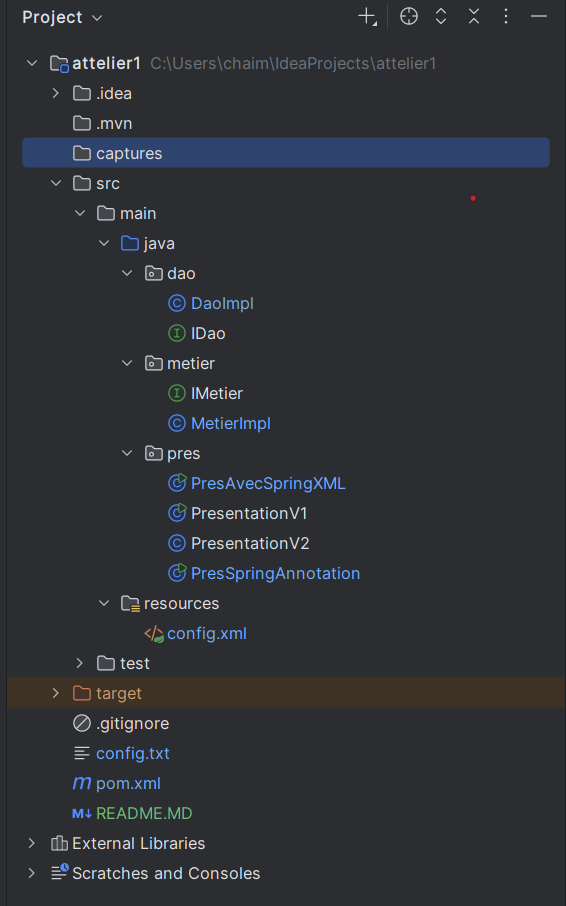 Project
attelier1 C:\Users\chaim\IdeaProjects\attelier1
.idea
.mvn
captures
src
main
java
dao
DaoImpl
IDao
metier
IMetier
MetierImpl
pres
PresAvecSpringXML
PresentationV1
PresentationV2
PresSpringAnnotation
resources
config.xml
test
target
.gitignore
config.txt
pom.xml
README.MD
External Libraries
Scratches and Consoles